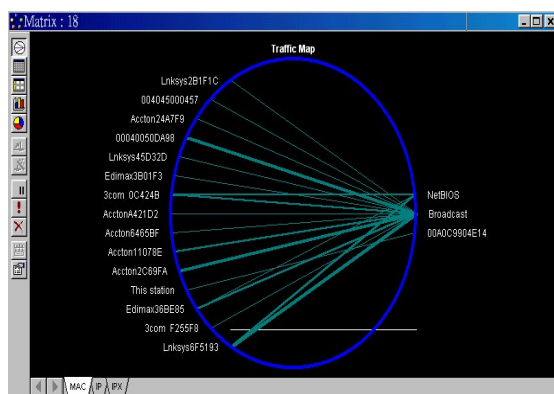 Matrix : 18
Traffic Map
Lnksys2B1F1C
004045000457
Accton24A7F9
00040050DA98
Lnksys45D32D
Edimax3B01F3
3com 0C424B
NetBIOS
AcctonA421D2
Broadcast
Accton6465BF
00A0C9904E14
Accton11078E
Accton2C69FA
This station
Edimax36BE85
3com F255F8
Lnksys6F5193
MAC IP IPX